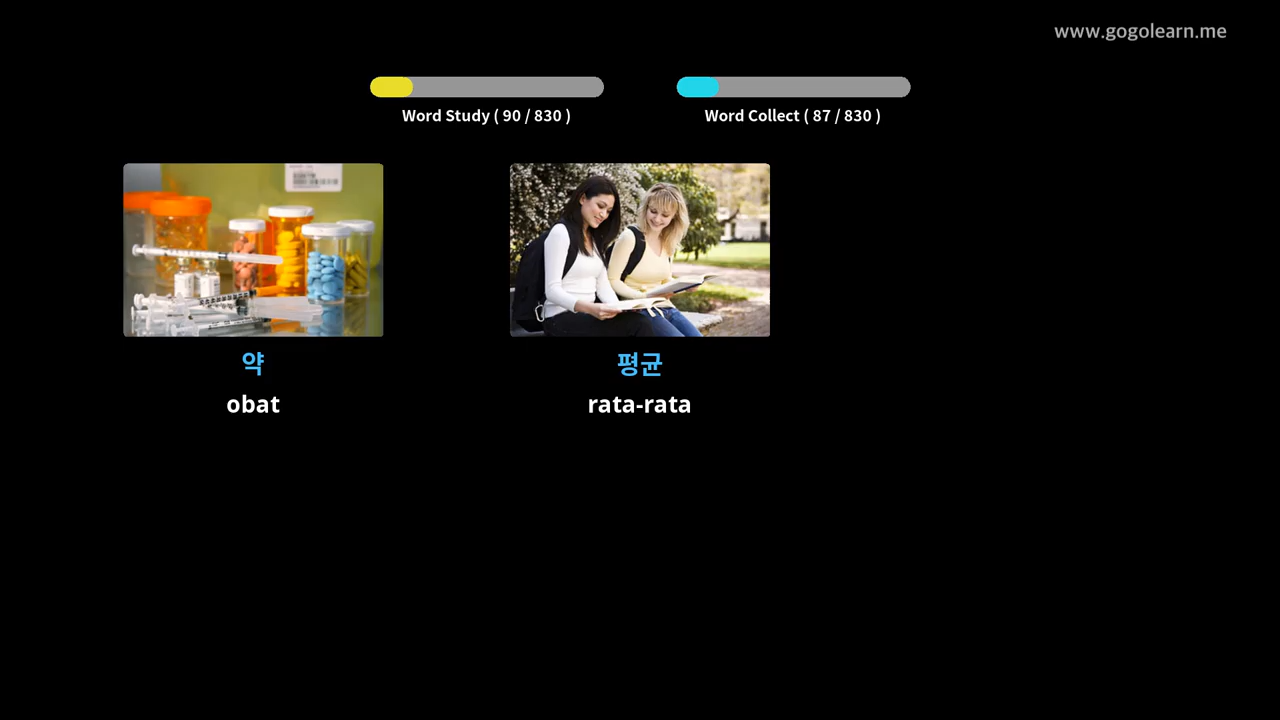 www.gogolearn.me
Word Study ( 90 / 830 )
Word Collect ( 87 / 830 )
약
obat
평균
rata-rata